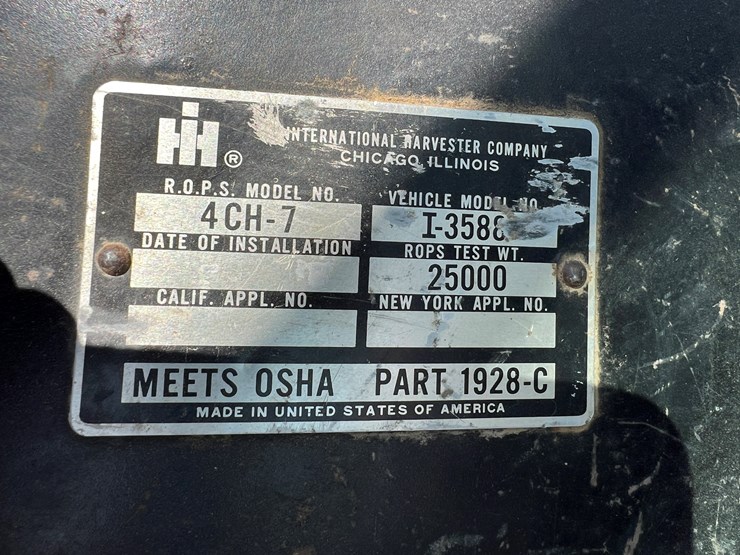 IH ®
INTERNATIONAL HARVESTER COMPANY
CHICAGO, ILLINOIS
R.O.P.S. MODEL NO. VEHICLE MODEL NO.
4CH-7 I-3588
DATE OF INSTALLATION ROPS TEST WT.
25000
CALIF. APPL. NO. NEW YORK APPL. NO.
MEETS OSHA PART 1928-C
MADE IN UNITED STATES OF AMERICA